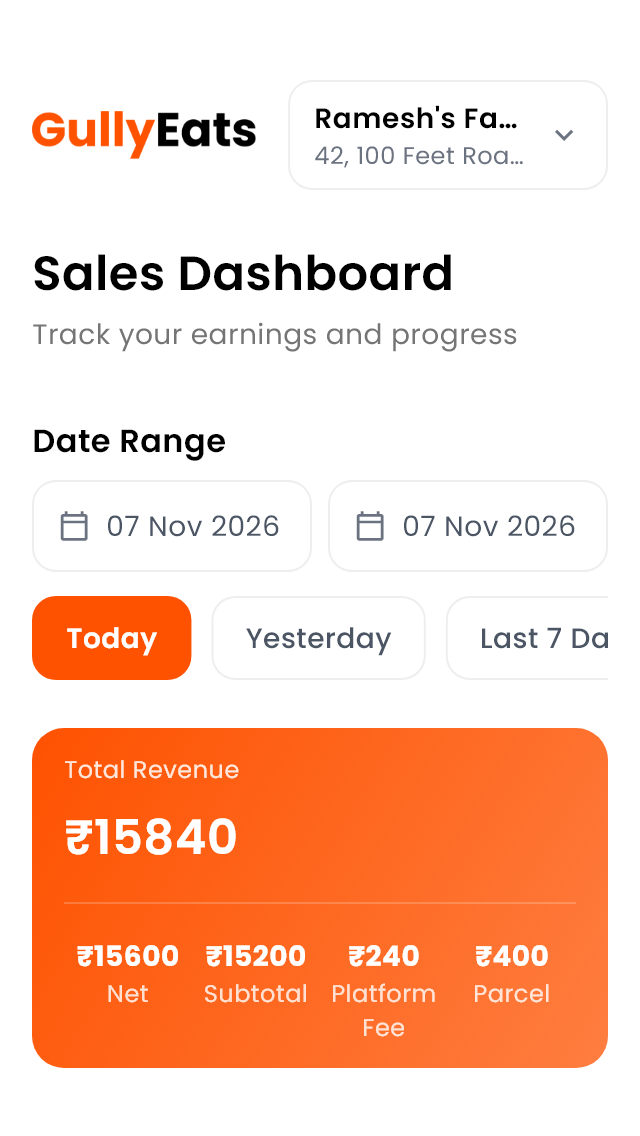 GullyEats
Ramesh's Fa...
42, 100 Feet Roa...
Sales Dashboard
Track your earnings and progress
Date Range
07 Nov 2026
07 Nov 2026
Today
Yesterday
Last 7 Da
Total Revenue
₹15840
₹15600
Net
₹15200
Subtotal
₹240
Platform
Fee
₹400
Parcel